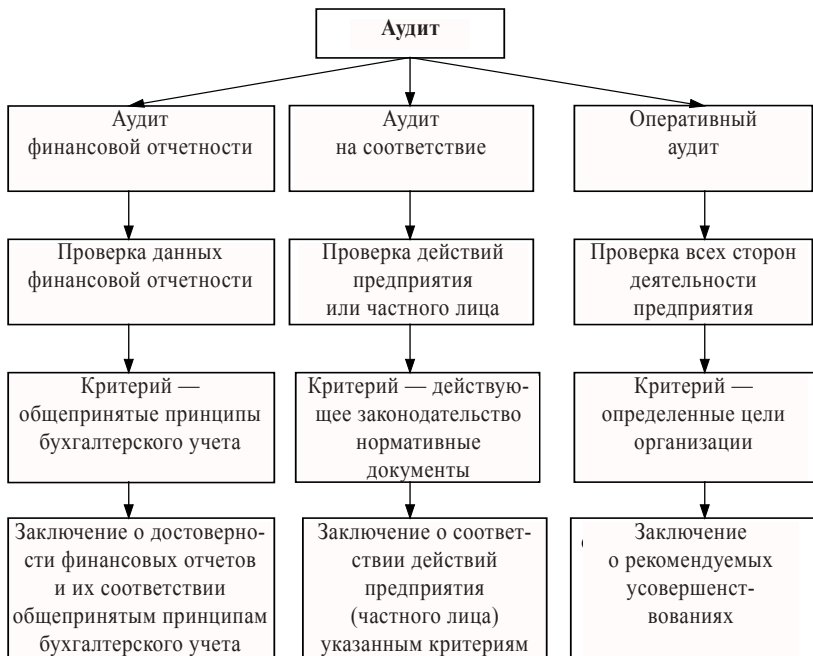 Аудит
Аудит
финансовой отчетности
Аудит
на соответствие
Оперативный
аудит
Проверка данных
финансовой отчетности
Проверка действий
предприятия
или частного лица
Проверка всех сторон
деятельности
предприятия
Критерий —
общепринятые принципы
бухгалтерского учета
Критерий — действую-
щее законодательство
нормативные
документы
Критерий —
определенные цели
организации
Заключение о достоверно-
сти финансовых отчетов
и их соответствии
общепринятым принципам
бухгалтерского учета
Заключение о соответ-
ствии действий
предприятия
(частного лица)
указанным критериям
Заключение
о рекомендуемых
усовершенст-
вованиях